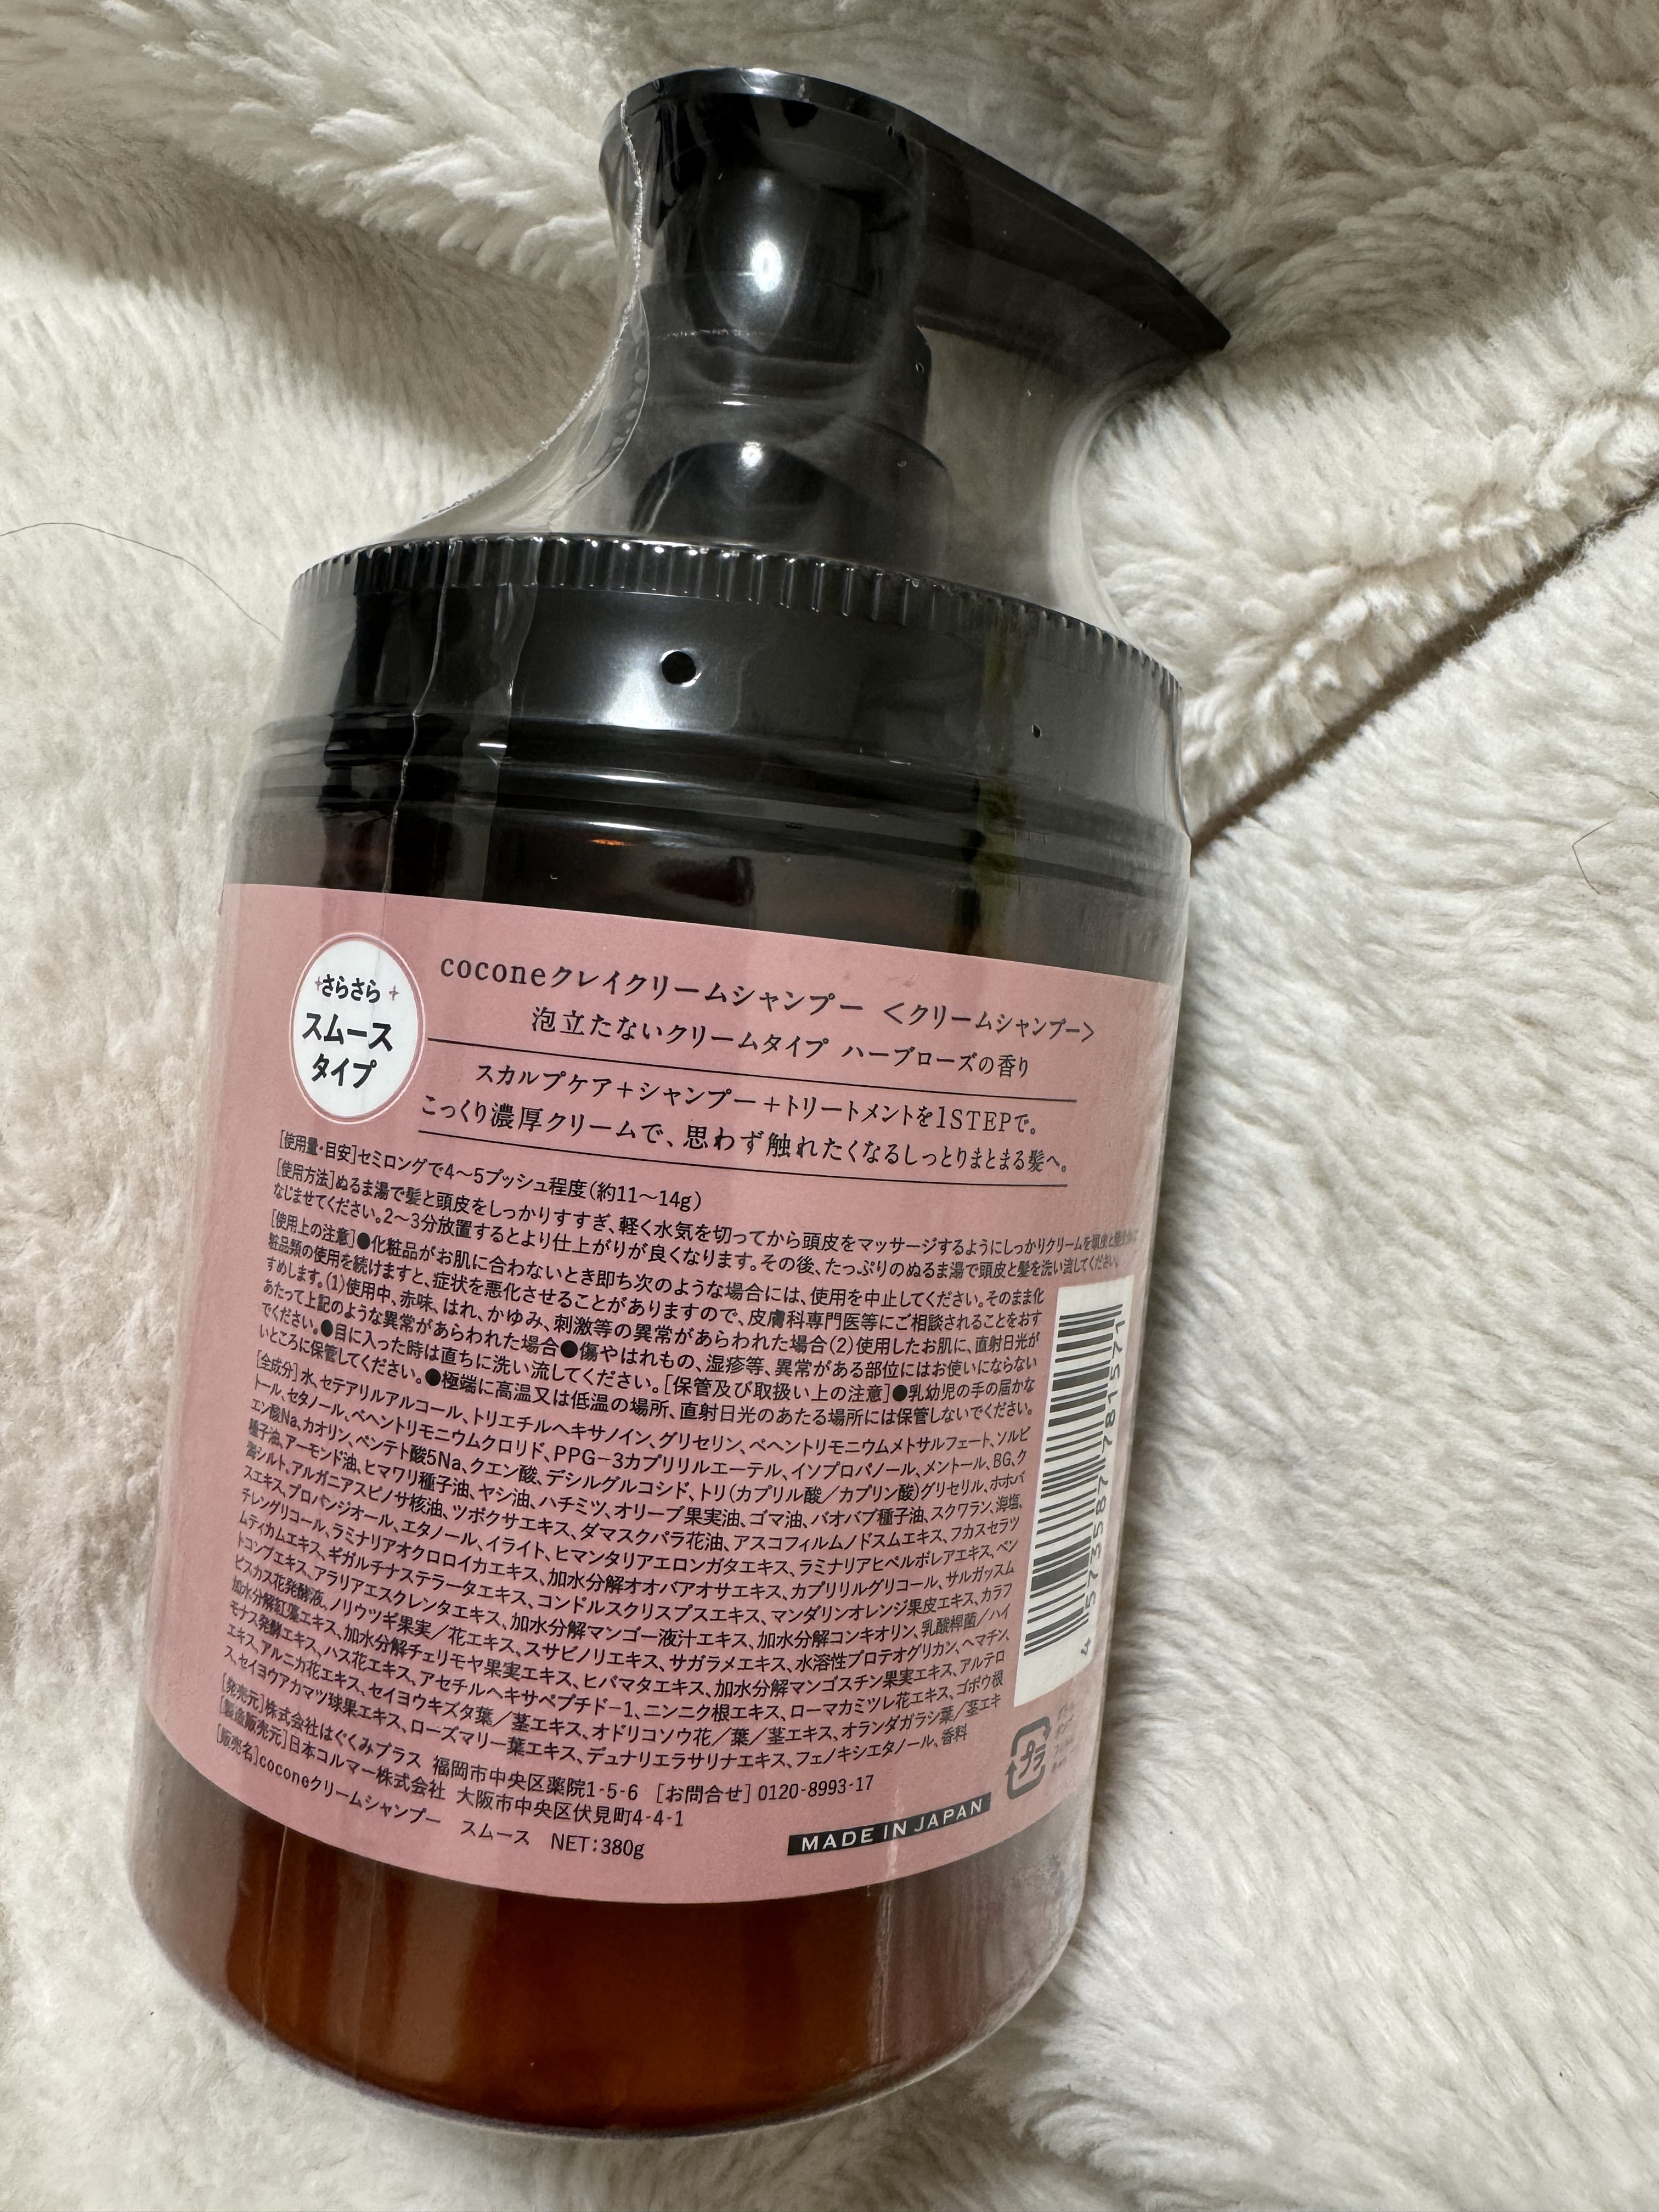 さらさら
スムース
タイプ
coconeクレイクリームシャンプー <クリームシャンプー>
泡立たないクリームタイプ ハーブローズの香り
スカルプケア+シャンプー+トリートメントを1STEPで。
こっくり濃厚クリームで、思わず触れたくなるしっとりまとまる髪へ。
[使用量・目安]セミロングで4〜5プッシュ程度(約11〜14g)
[使用方法]ぬるま湯で髪と頭皮をしっかりすすぎ、軽く水気を切ってから頭皮をマッサージするようにしっかりクリームを頭皮と髪全体に
なじませてください。2〜3分放置するとより仕上がりが良くなります。その後、たっぷりのぬるま湯で頭皮と髪を洗い流してください。
[使用上の注意]●化粧品がお肌に合わないとき即ち次のような場合には、使用を中止してください。そのまま化
粧品類の使用を続けますと、症状を悪化させることがありますので、皮膚科専門医等にご相談されることをおす
すめします。(1)使用中、赤味、はれ、かゆみ、刺激等の異常があらわれた場合(2)使用したお肌に、直射日光が
あたって上記のような異常があらわれた場合●傷やはれもの、湿疹等、異常がある部位にはお使いにならない
でください。●目に入った時は直ちに洗い流してください。[保管及び取扱い上の注意]●乳幼児の手の届かな
いところに保管してください。●極端に高温又は低温の場所、直射日光のあたる場所には保管しないでください。
[全成分]水、セテアリルアルコール、トリエチルヘキサノイン、グリセリン、ベヘントリモニウムメトサルフェート、ソルビ
トール、セタノール、ベヘントリモニウムクロリド、PPG-3カプリリルエーテル、イソプロパノール、メントール、BG、ク
エン酸Na、カオリン、ペンテト酸5Na、クエン酸、デシルグルコシド、トリ(カプリル酸/カプリン酸)グリセリル、ホホバ
種子油、アーモンド油、ヒマワリ種子油、ヤシ油、ハチミツ、オリーブ果実油、ゴマ油、バオバブ種子油、スクワラン、海塩、
海シルト、アルガニアスピノサ核油、ツボクサエキス、ダマスクバラ花油、アスコフィルムノドスムエキス、フカスセラツ
スエキス、プロパンジオール、エタノール、イライト、ヒマンタリアエロンガタエキス、ラミナリアヒペルボレアエキス、ペン
チレングリコール、ラミナリアオクロロイカエキス、加水分解オオバアオサエキス、カプリリルグリコール、サルガッスム
ムティカムエキス、ギガルチナステラータエキス、コンドルスクリスプスエキス、マンダリンオレンジ果皮エキス、カラフ
トコンブエキス、アラリアエスクレンタエキス、加水分解マンゴー液汁エキス、加水分解コンキオリン、乳酸桿菌/ハイ
ビスカス花発酵液、ノリウツギ果実/花エキス、スサビノリエキス、サガラメエキス、水溶性プロテオグリカン、ヘマチン、
加水分解紅藻エキス、加水分解チェリモヤ果実エキス、ヒバマタエキス、加水分解マンゴスチン果実エキス、アルテロ
モナス発酵エキス、ハス花エキス、アセチルヘキサペプチド-1、ニンニク根エキス、ローマカミツレ花エキス、ゴボウ根
エキス、アルニカ花エキス、セイヨウキズタ葉/茎エキス、オドリコソウ花/葉/茎エキス、オランダガラシ葉/茎エキ
ス、セイヨウアカマツ球果エキス、ローズマリー葉エキス、デュナリエラサリナエキス、フェノキシエタノール、香料
[発売元]株式会社はぐくみプラス 福岡市中央区薬院1-5-6 [お問合せ]0120-8993-17
[製造販売元]日本コルマー株式会社 大阪市中央区伏見町4-4-1
[販売名]coconeクリームシャンプー スムース NET:380g
MADE IN JAPAN
4 573587 781571
プラ